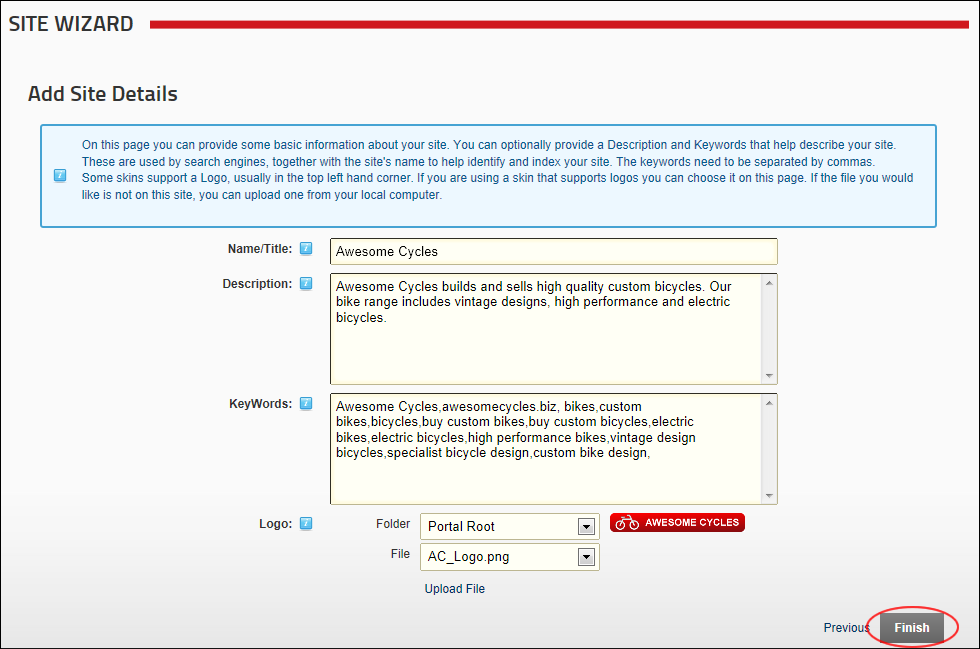 SITE WIZARD
Add Site Details
On this page you can provide some basic information about your site. You can optionally provide a Description and Keywords that help describe your site.
These are used by search engines, together with the site's name to help identify and index your site. The keywords need to be separated by commas.
Some skins support a Logo, usually in the top left hand corner. If you are using a skin that supports logos you can choose it on this page. If the file you would
like is not on this site, you can upload one from your local computer.
Name/Title:
Awesome Cycles
Description:
Awesome Cycles builds and sells high quality custom bicycles. Our
bike range includes vintage designs, high performance and electric
bicycles.
KeyWords:
Awesome Cycles,awesomecycles.biz, bikes,custom
bikes,bicycles,buy custom bikes,buy custom bicycles,electric
bikes,electric bicycles,high performance bikes,vintage design
bicycles,specialist bicycle design,custom bike design,
Logo:
Folder
Portal Root
AWESOME CYCLES
File
AC_Logo.png
Upload File
Previous
Finish